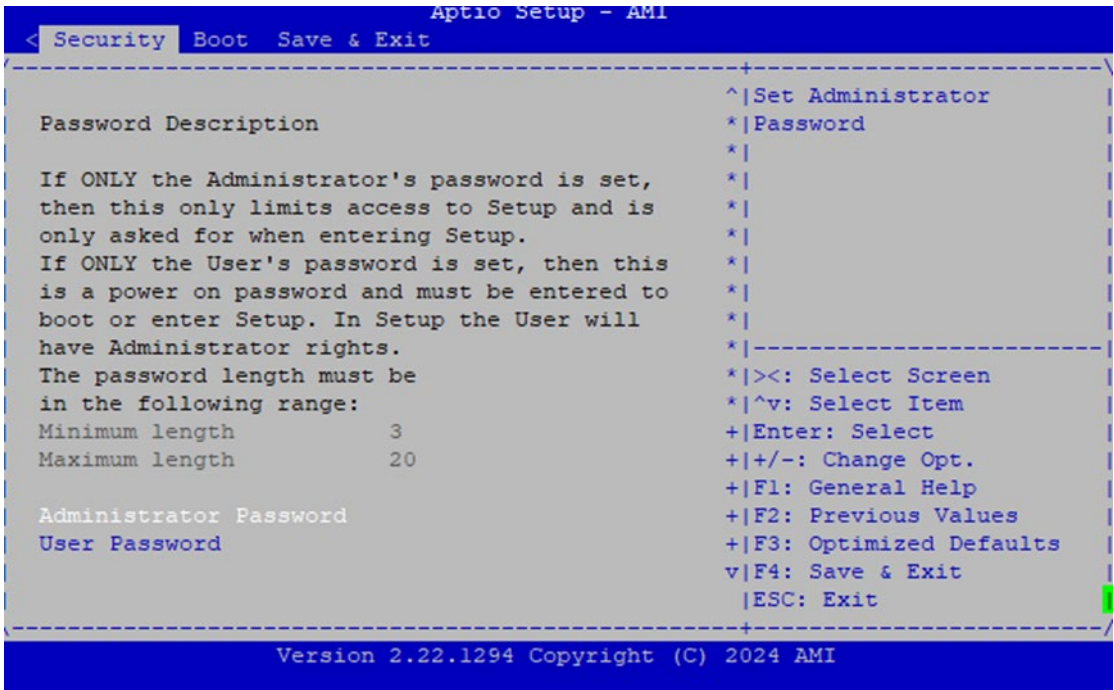 Aptio Setup - AMI
< Security Boot Save & Exit
Password Description
If ONLY the Administrator's password is set,
then this only limits access to Setup and is
only asked for when entering Setup.
If ONLY the User's password is set, then this
is a power on password and must be entered to
boot or enter Setup. In Setup the User will
have Administrator rights.
The password length must be
in the following range:
Minimum length 3
Maximum length 20
Administrator Password
User Password
^|Set Administrator
*|Password
*|
*|
*|
*|
*|
*|
*|
*|-------------------------|
*|><: Select Screen
*|^v: Select Item
+|Enter: Select
+|+/-: Change Opt.
+|F1: General Help
+|F2: Previous Values
+|F3: Optimized Defaults
v|F4: Save & Exit
|ESC: Exit
Version 2.22.1294 Copyright (C) 2024 AMI